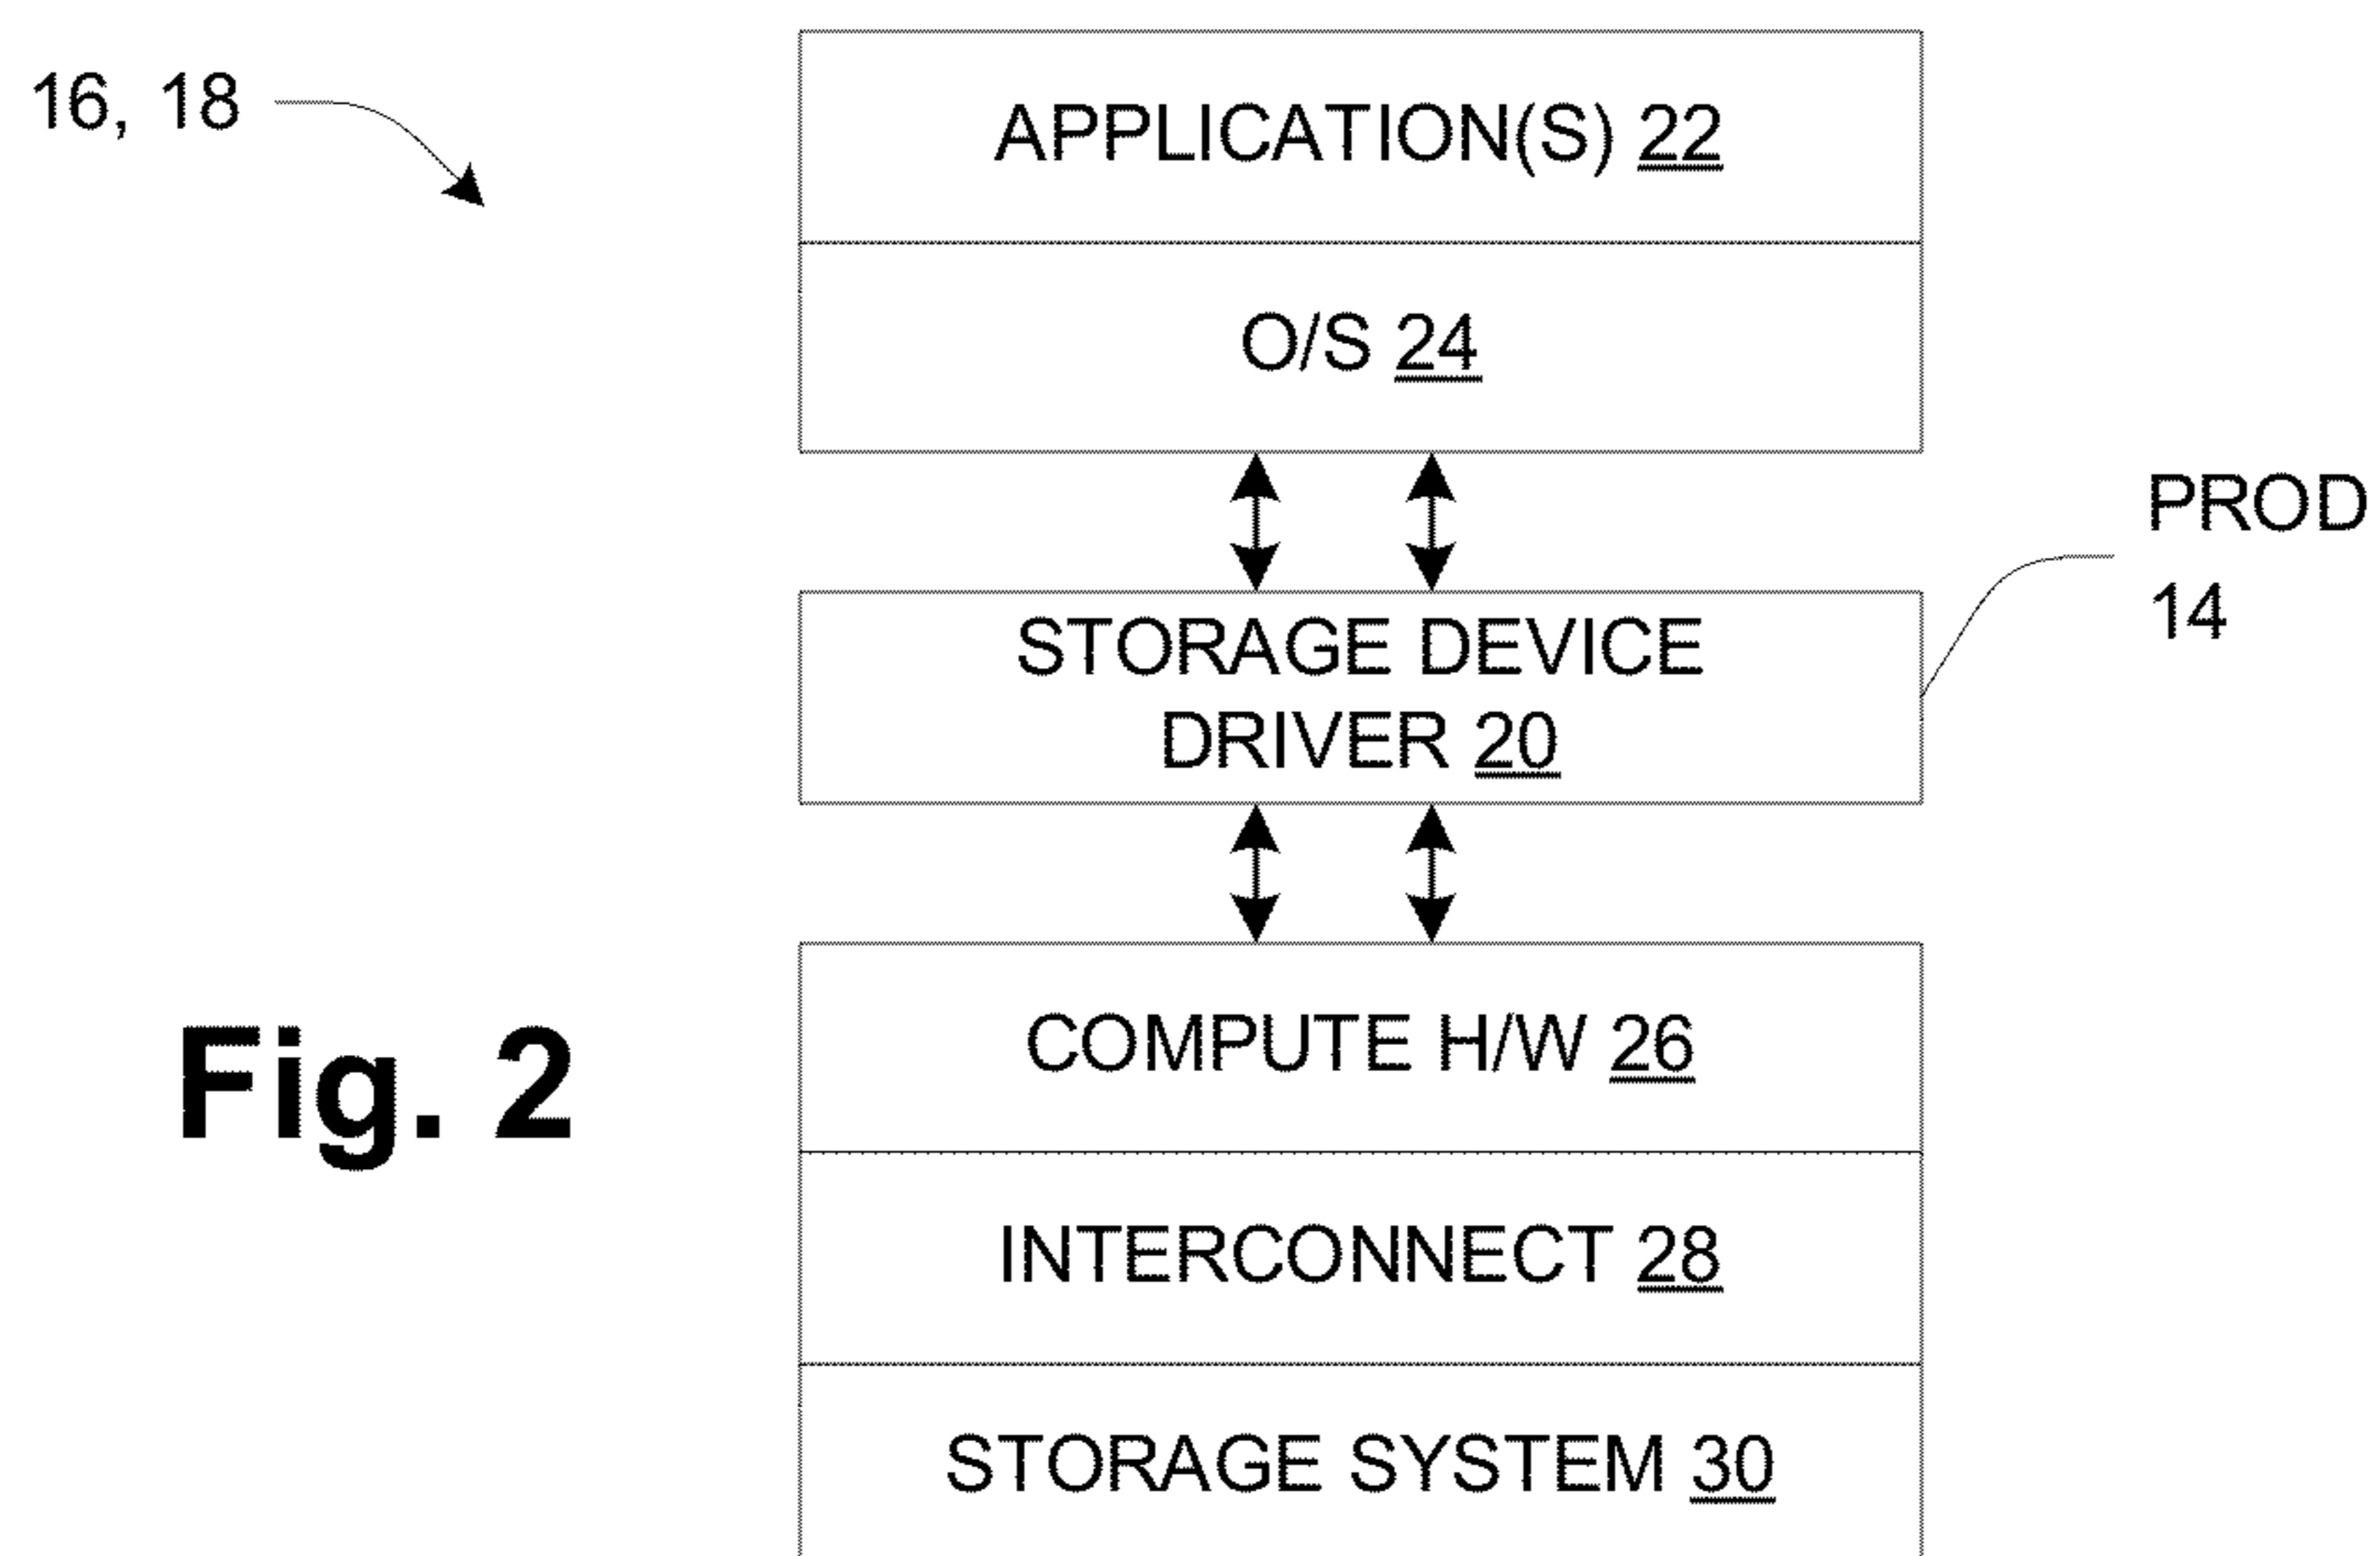 16, 18
APPLICATION(S) 22
O/S 24
PROD
14
STORAGE DEVICE
DRIVER 20
COMPUTE H/W 26
Fig. 2
INTERCONNECT 28
STORAGE SYSTEM 30